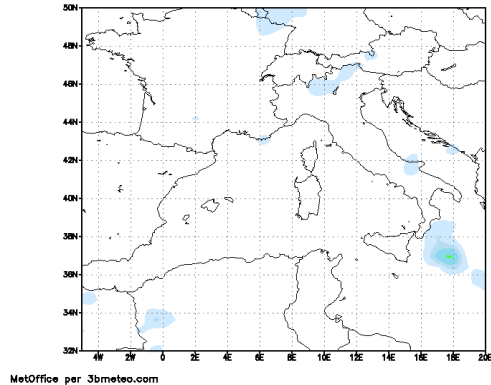 50N
48N
46N
44N
42N
40N
38N
36N
34N
32N
4W 2W 0 2E 4E 6E 8E 10E 12E 14E 16E 18E 20E
MetOffice per 3bmeteo.com